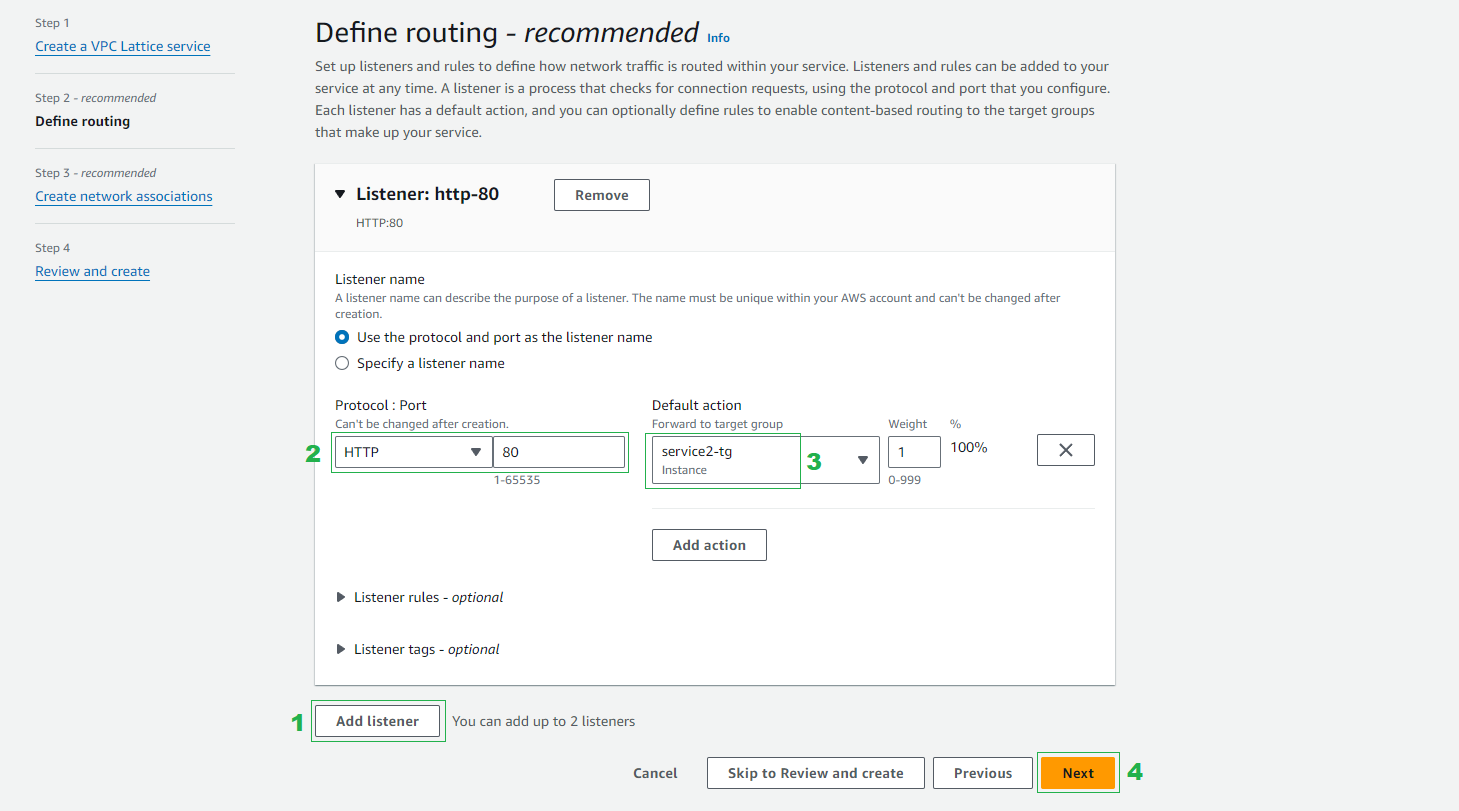 Step 1
Create a VPC Lattice service
Step 2 - recommended
Define routing
Step 3 - recommended
Create network associations
Step 4
Review and create
Define routing - recommended Info
Set up listeners and rules to define how network traffic is routed within your service. Listeners and rules can be added to your
service at any time. A listener is a process that checks for connection requests, using the protocol and port that you configure.
Each listener has a default action, and you can optionally define rules to enable content-based routing to the target groups
that make up your service.
Listener: http-80 Remove
HTTP:80
Listener name
A listener name can describe the purpose of a listener. The name must be unique within your AWS account and can't be changed after
creation.
Use the protocol and port as the listener name
Specify a listener name
Protocol : Port Default action
Can't be changed after creation. Forward to target group Weight %
2 HTTP 80 service2-tg 3 1 100%
Instance
1-65535 0-999
Add action
Listener rules - optional
Listener tags - optional
1 Add listener You can add up to 2 listeners
Cancel Skip to Review and create Previous Next 4